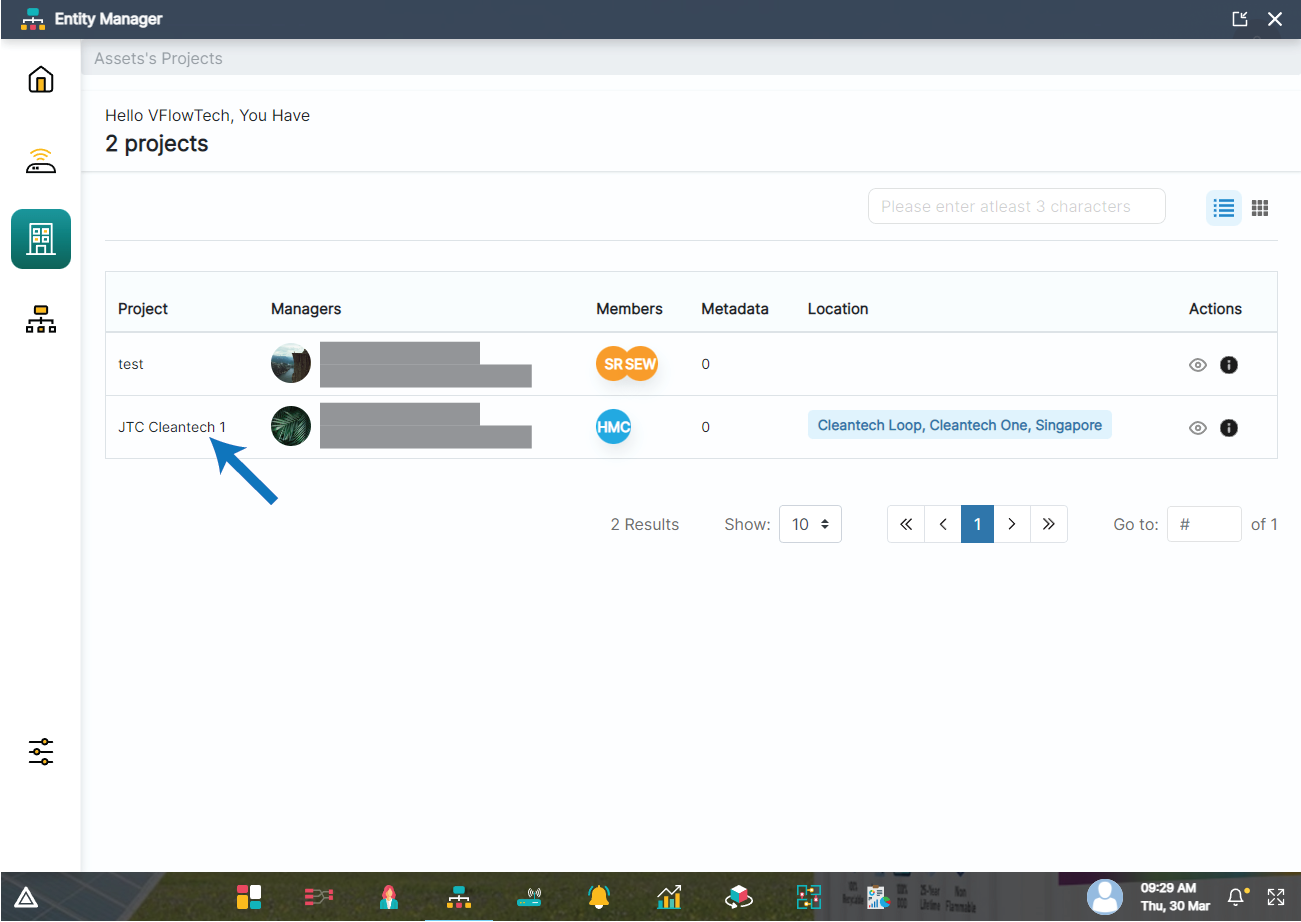 Entity Manager
Assets's Projects
Hello VFlowTech, You Have
2 projects
Please enter atleast 3 characters
Project Managers Members Metadata Location Actions
test SR SEW 0
JTC Cleantech 1 HMC 0 Cleantech Loop, Cleantech One, Singapore
2 Results Show: 10 1 Go to: # of 1
09:29 AM
Thu, 30 Mar